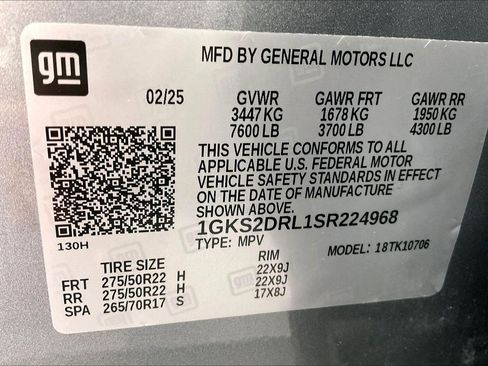 gm
MFD BY GENERAL MOTORS LLC
02/25 GVWR GAWR FRT GAWR RR
3447 KG 1678 KG 1950 KG
7600 LB 3700 LB 4300 LB
THIS VEHICLE CONFORMS TO ALL
APPLICABLE U.S. FEDERAL MOTOR
VEHICLE SAFETY STANDARDS IN EFFECT
ON THE DATE OF MANUFACTURE
SHOWN ABOVE.
1GKS2DRL1SR224968
130H
TYPE: MPV MODEL: 18TK10706
TIRE SIZE RIM
FRT 275/50R22 H 22X9J
RR 275/50R22 H 22X9J
SPA 265/70R17 S 17X8J